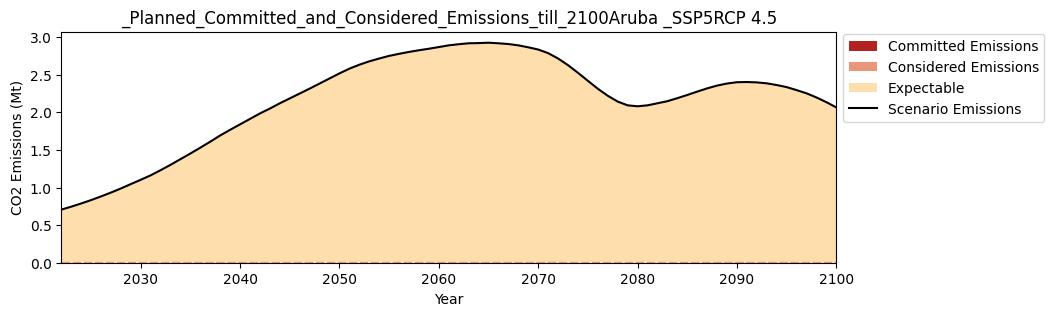 _Planned_Committed_and_Considered_Emissions_till_2100Aruba _SSP5RCP 4.5
CO2 Emissions (Mt)
3.0
2.5
2.0
1.5
1.0
0.5
0.0
2030 2040 2050 2060 2070 2080 2090 2100
Year
Committed Emissions
Considered Emissions
Expectable
Scenario Emissions